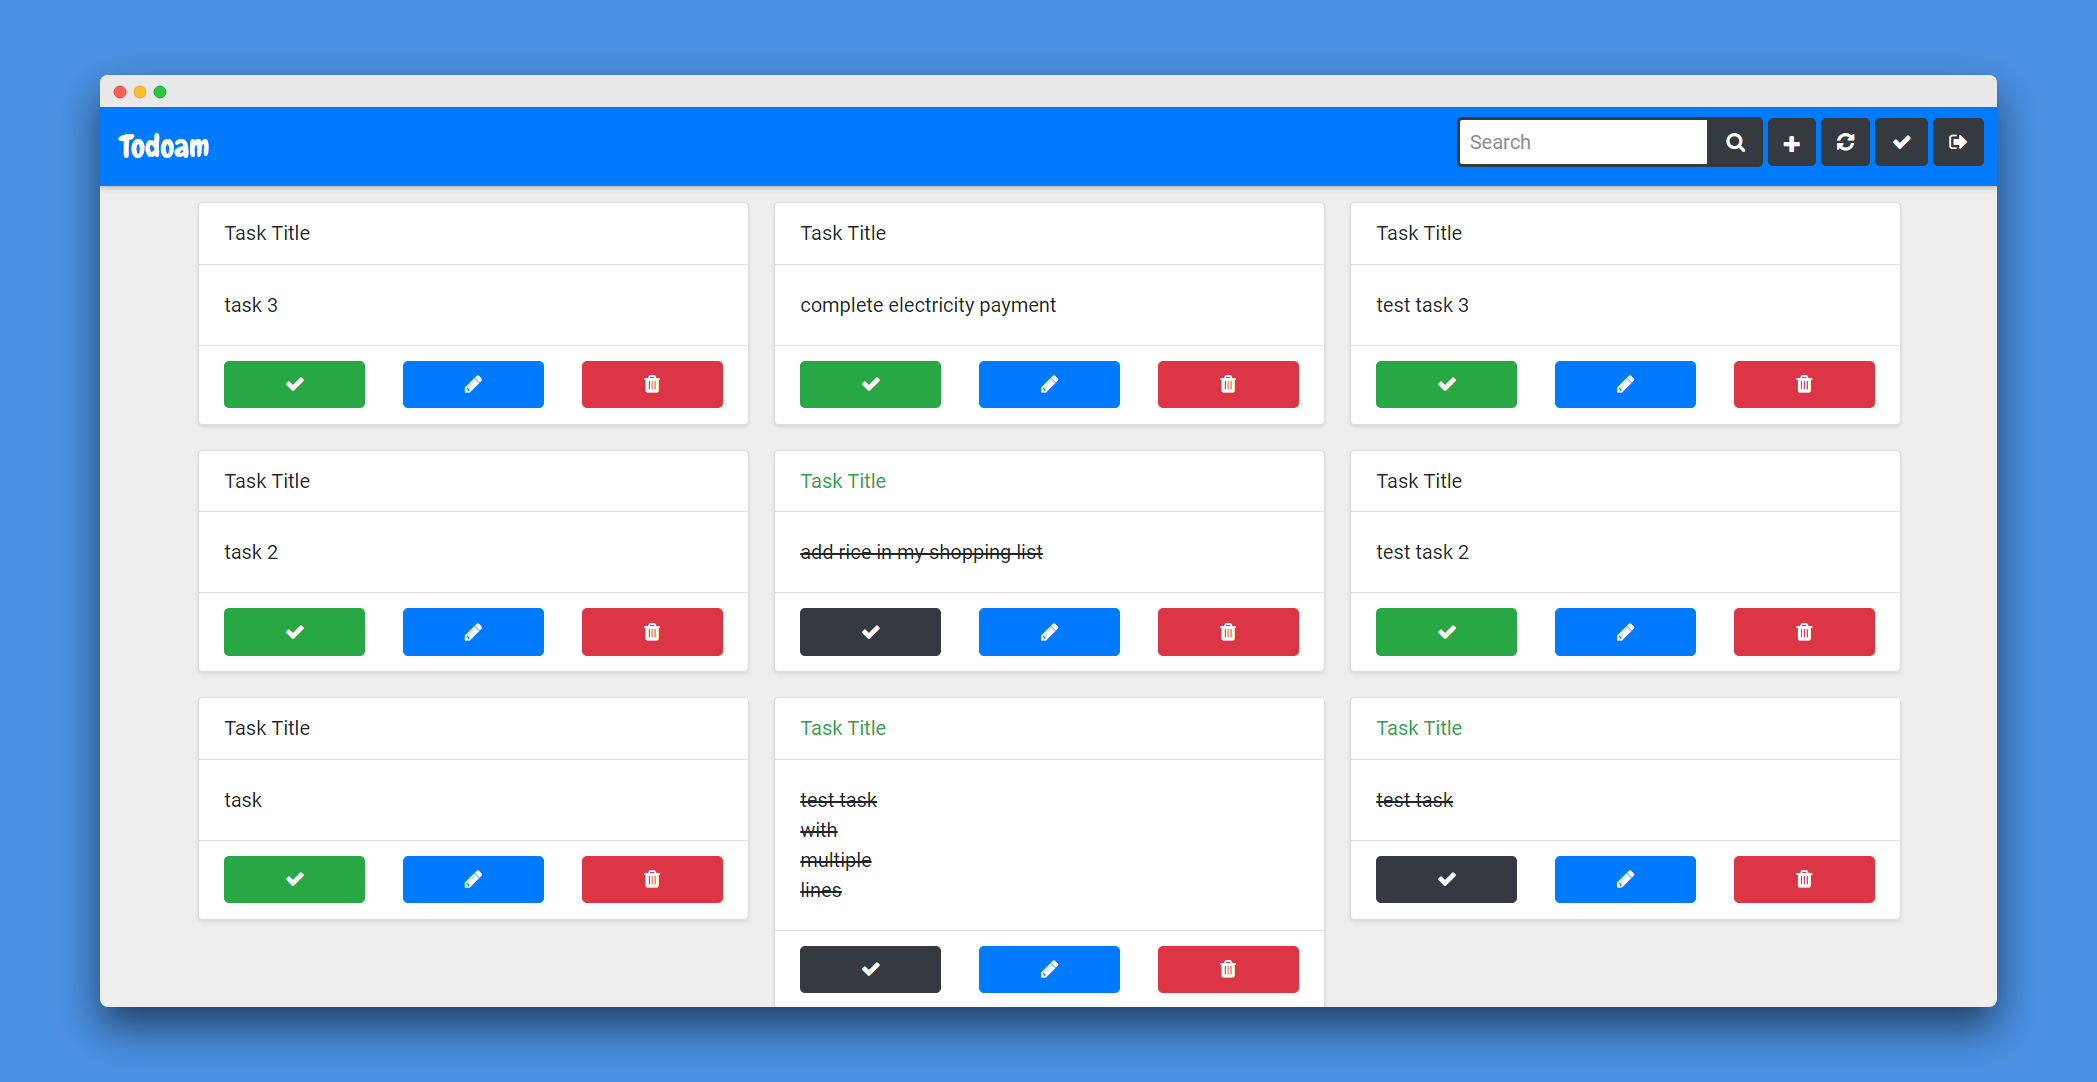 Todoam
Search
Task Title
task 3
Task Title
complete electricity payment
Task Title
test task 3
Task Title
task 2
Task Title
add rice in my shopping list
Task Title
test task 2
Task Title
task
Task Title
test task
with
multiple
lines
Task Title
test task